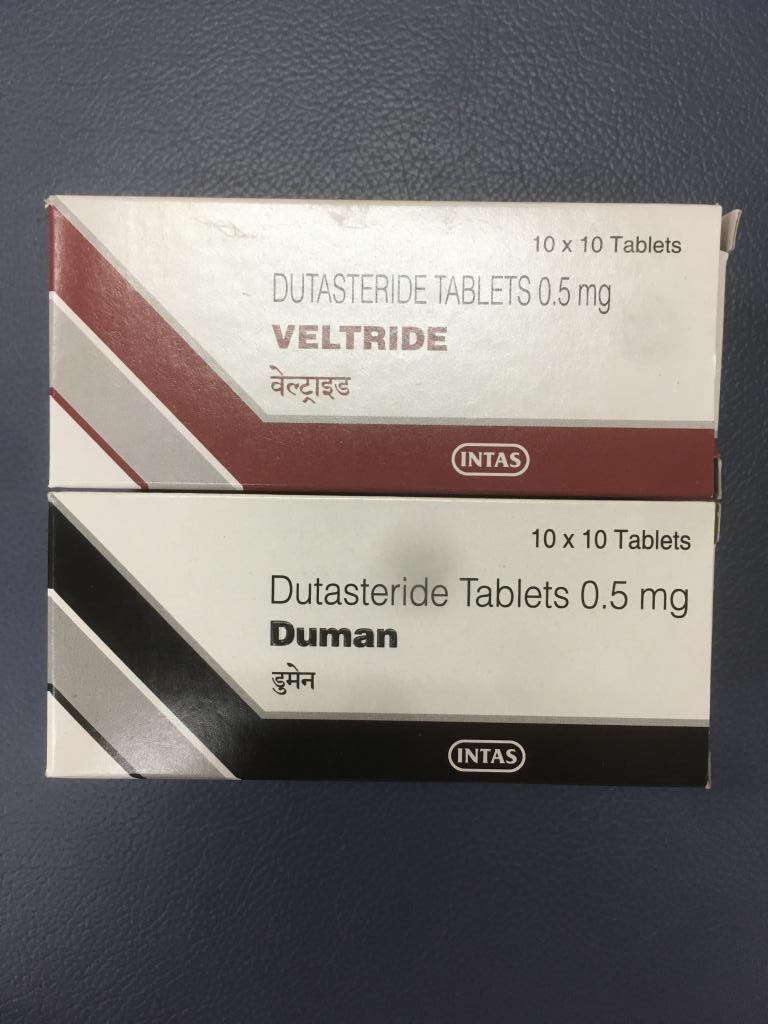 10 x 10 Tablets
DUTASTERIDE TABLETS 0.5 mg
VELTRIDE
वेल्ट्राइड
INTAS
10 x 10 Tablets
Dutasteride Tablets 0.5 mg
Duman
डुमेन
INTAS